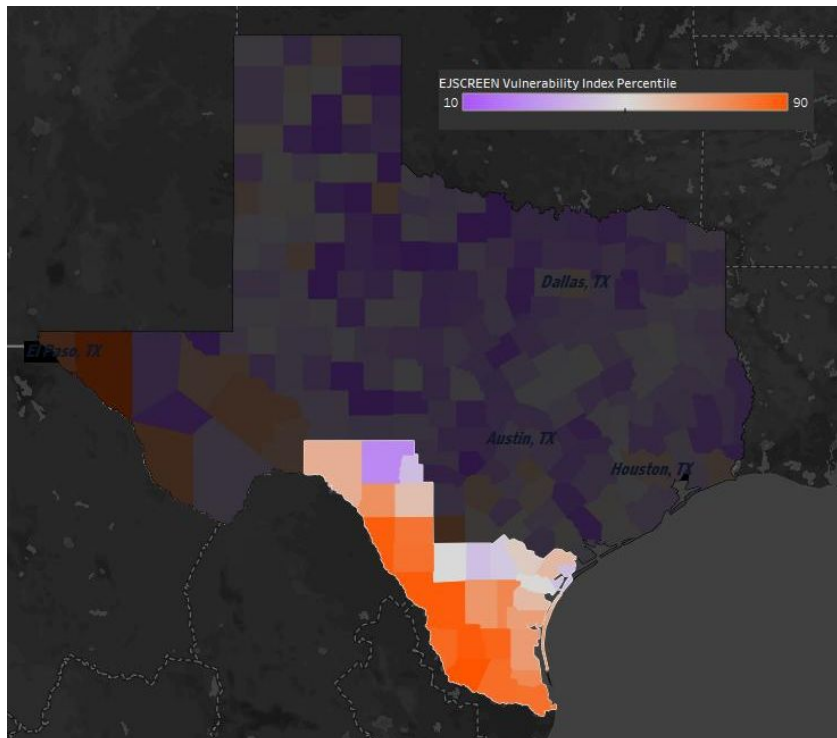 EJSCREEN Vulnerability Index Percentile
10 90
Dallas, TX
El Paso, TX
Austin, TX
Houston, TX